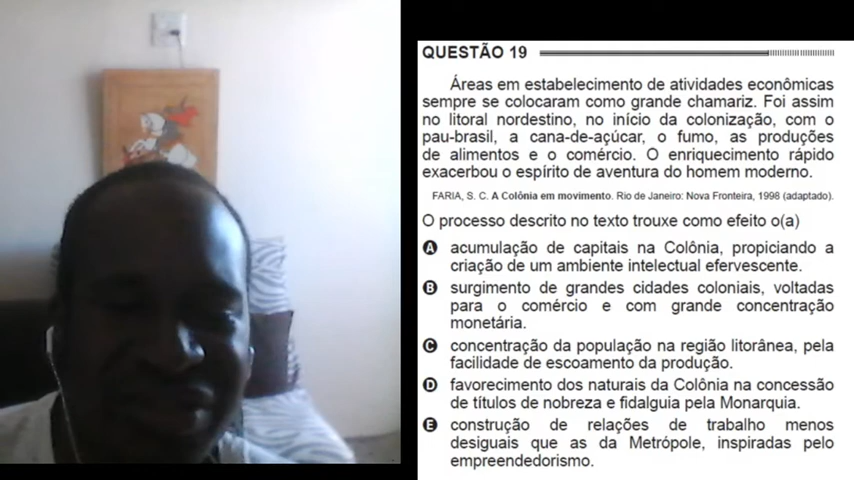 QUESTÃO 19
Áreas em estabelecimento de atividades econômicas
sempre se colocaram como grande chamariz. Foi assim
no litoral nordestino, no início da colonização, com o
pau-brasil, a cana-de-açúcar, o fumo, as produções
de alimentos e o comércio. O enriquecimento rápido
exacerbou o espírito de aventura do homem moderno.
FARIA, S. C. A Colônia em movimento. Rio de Janeiro: Nova Fronteira, 1998 (adaptado).
O processo descrito no texto trouxe como efeito o(a)
A acumulação de capitais na Colônia, propiciando a
criação de um ambiente intelectual efervescente.
B surgimento de grandes cidades coloniais, voltadas
para o comércio e com grande concentração
monetária.
C concentração da população na região litorânea, pela
facilidade de escoamento da produção.
D favorecimento dos naturais da Colônia na concessão
de títulos de nobreza e fidalguia pela Monarquia.
E construção de relações de trabalho menos
desiguais que as da Metrópole, inspiradas pelo
empreendedorismo.